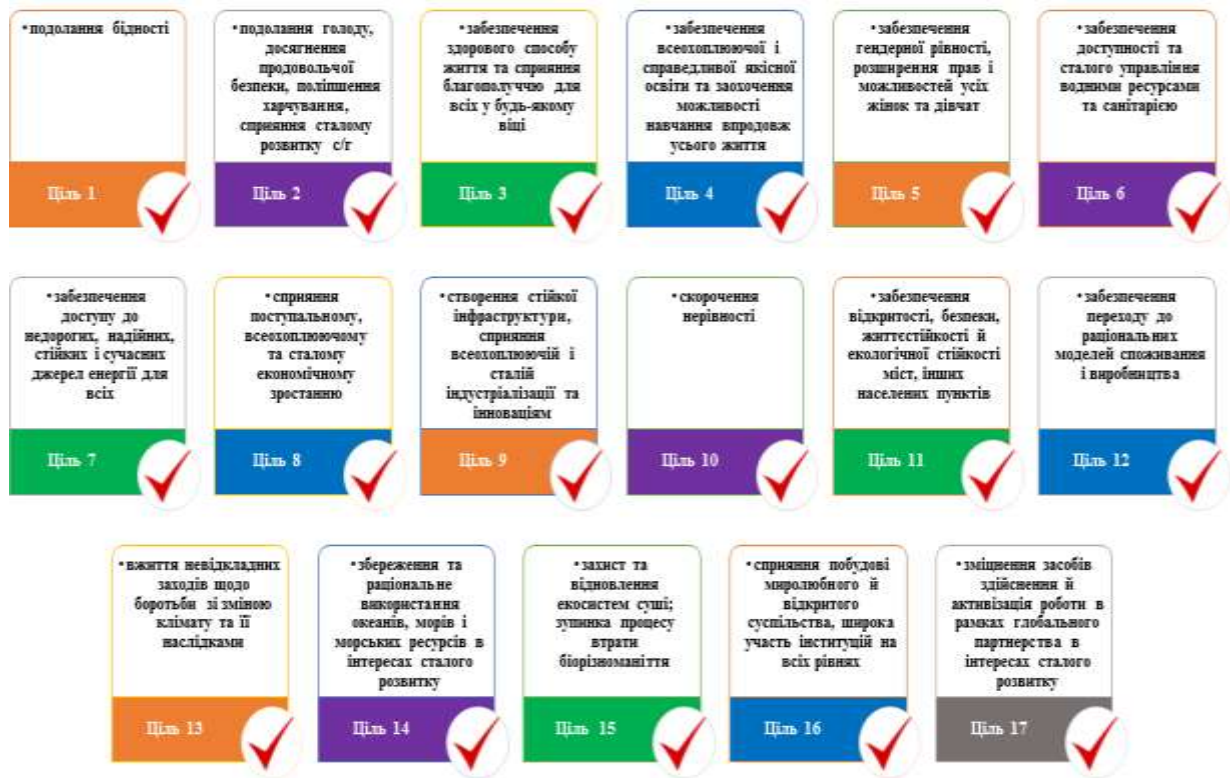 •подолання бідності
Ціль 1
•подолання голоду,
досягнення
продовольчої
безпеки, поліпшення
харчування,
сприяння сталому
розвитку с/г
Ціль 2
•забезпечення
здорового способу
життя та сприяння
благополуччю для
всіх у будь-якому
віці
Ціль 3
•забезпечення
всеохоплюючої і
справедливої якісної
освіти та заохочення
можливості
навчання впродовж
усього життя
Ціль 4
•забезпечення
гендерної рівності,
розширення прав і
можливостей усіх
жінок та дівчат
Ціль 5
•забезпечення
доступності та
сталого управління
водними ресурсами
та санітарією
Ціль 6
•забезпечення
доступу до
недорогих, надійних,
стійких і сучасних
джерел енергії для
всіх
Ціль 7
•сприяння
поступальному,
всеохоплюючому
та сталому
економічному
зростанню
Ціль 8
•створення стійкої
інфраструктури,
сприяння
всеохоплюючій і
сталій
індустріалізації та
інноваціям
Ціль 9
•скорочення
нерівності
Ціль 10
•забезпечення
відкритості, безпеки,
життєстійкості й
екологічної стійкості
міст, інших
населених пунктів
Ціль 11
•забезпечення
переходу до
раціональних
моделей споживання
і виробництва
Ціль 12
•вжиття невідкладних
заходів щодо
боротьби зі зміною
клімату та її
наслідками
Ціль 13
•збереження та
раціональне
використання
океанів, морів і
морських ресурсів в
інтересах сталого
розвитку
Ціль 14
•захист та
відновлення
екосистем суші;
зупинка процесу
втрати
біорізноманіття
Ціль 15
•сприяння побудові
миролюбного й
відкритого
суспільства, широка
участь інституцій на
всіх рівнях
Ціль 16
•зміцнення засобів
здійснення й
активізація роботи в
рамках глобального
партнерства в
інтересах сталого
розвитку
Ціль 17